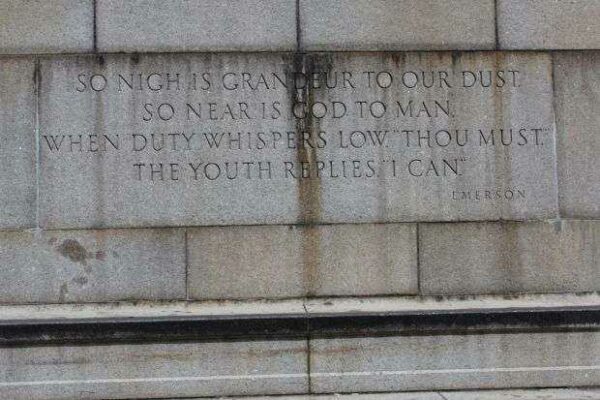 SO NIGH IS GRANDEUR TO OUR DUST,
SO NEAR IS GOD TO MAN,
WHEN DUTY WHISPERS LOW, "THOU MUST,"
THE YOUTH REPLIES, "I CAN."
EMERSON